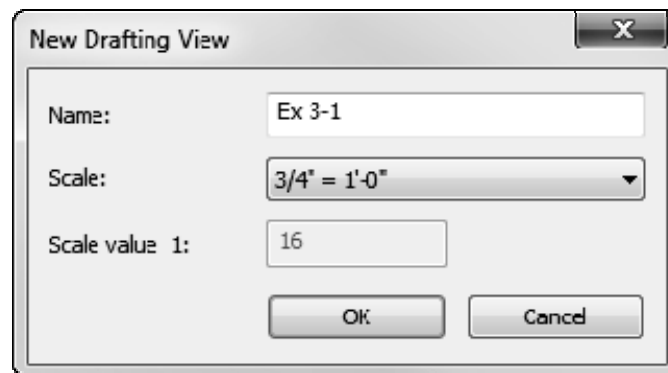 New Drafting View
Name: Ex 3-1
Scale: 3/4" = 1'-0"
Scale value 1: 16
OK Cancel